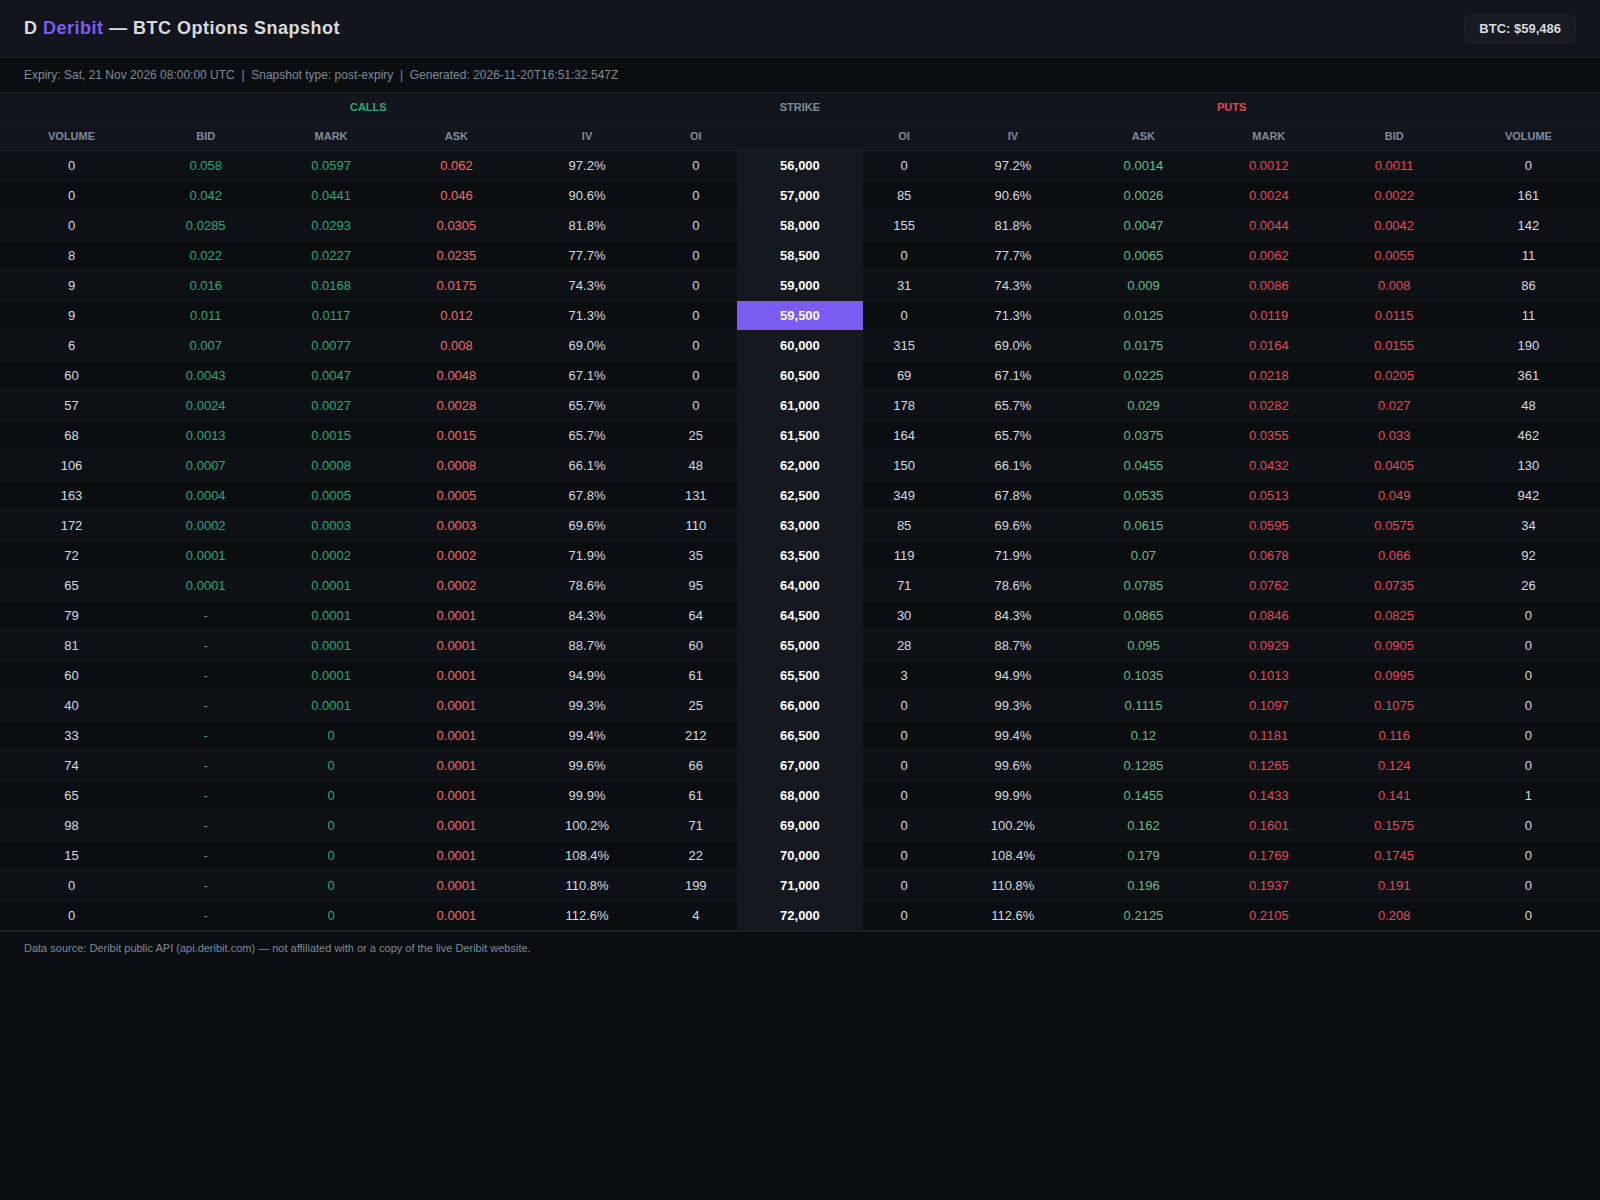 D Deribit — BTC Options Snapshot
BTC: $59,486
Expiry: Sat, 21 Nov 2026 08:00:00 UTC | Snapshot type: post-expiry | Generated: 2026-11-20T16:51:32.547Z
CALLS STRIKE PUTS
VOLUME BID MARK ASK IV OI OI IV ASK MARK BID VOLUME
0 0.058 0.0597 0.062 97.2% 0 56,000 0 97.2% 0.0014 0.0012 0.0011 0
0 0.042 0.0441 0.046 90.6% 0 57,000 85 90.6% 0.0026 0.0024 0.0022 161
0 0.0285 0.0293 0.0305 81.8% 0 58,000 155 81.8% 0.0047 0.0044 0.0042 142
8 0.022 0.0227 0.0235 77.7% 0 58,500 0 77.7% 0.0065 0.0062 0.0055 11
9 0.016 0.0168 0.0175 74.3% 0 59,000 31 74.3% 0.009 0.0086 0.008 86
9 0.011 0.0117 0.012 71.3% 0 59,500 0 71.3% 0.0125 0.0119 0.0115 11
6 0.007 0.0077 0.008 69.0% 0 60,000 315 69.0% 0.0175 0.0164 0.0155 190
60 0.0043 0.0047 0.0048 67.1% 0 60,500 69 67.1% 0.0225 0.0218 0.0205 361
57 0.0024 0.0027 0.0028 65.7% 0 61,000 178 65.7% 0.029 0.0282 0.027 48
68 0.0013 0.0015 0.0015 65.7% 25 61,500 164 65.7% 0.0375 0.0355 0.033 462
106 0.0007 0.0008 0.0008 66.1% 48 62,000 150 66.1% 0.0455 0.0432 0.0405 130
163 0.0004 0.0005 0.0005 67.8% 131 62,500 349 67.8% 0.0535 0.0513 0.049 942
172 0.0002 0.0003 0.0003 69.6% 110 63,000 85 69.6% 0.0615 0.0595 0.0575 34
72 0.0001 0.0002 0.0002 71.9% 35 63,500 119 71.9% 0.07 0.0678 0.066 92
65 0.0001 0.0001 0.0002 78.6% 95 64,000 71 78.6% 0.0785 0.0762 0.0735 26
79 - 0.0001 0.0001 84.3% 64 64,500 30 84.3% 0.0865 0.0846 0.0825 0
81 - 0.0001 0.0001 88.7% 60 65,000 28 88.7% 0.095 0.0929 0.0905 0
60 - 0.0001 0.0001 94.9% 61 65,500 3 94.9% 0.1035 0.1013 0.0995 0
40 - 0.0001 0.0001 99.3% 25 66,000 0 99.3% 0.1115 0.1097 0.1075 0
33 - 0 0.0001 99.4% 212 66,500 0 99.4% 0.12 0.1181 0.116 0
74 - 0 0.0001 99.6% 66 67,000 0 99.6% 0.1285 0.1265 0.124 0
65 - 0 0.0001 99.9% 61 68,000 0 99.9% 0.1455 0.1433 0.141 1
98 - 0 0.0001 100.2% 71 69,000 0 100.2% 0.162 0.1601 0.1575 0
15 - 0 0.0001 108.4% 22 70,000 0 108.4% 0.179 0.1769 0.1745 0
0 - 0 0.0001 110.8% 199 71,000 0 110.8% 0.196 0.1937 0.191 0
0 - 0 0.0001 112.6% 4 72,000 0 112.6% 0.2125 0.2105 0.208 0
Data source: Deribit public API (api.deribit.com) — not affiliated with or a copy of the live Deribit website.